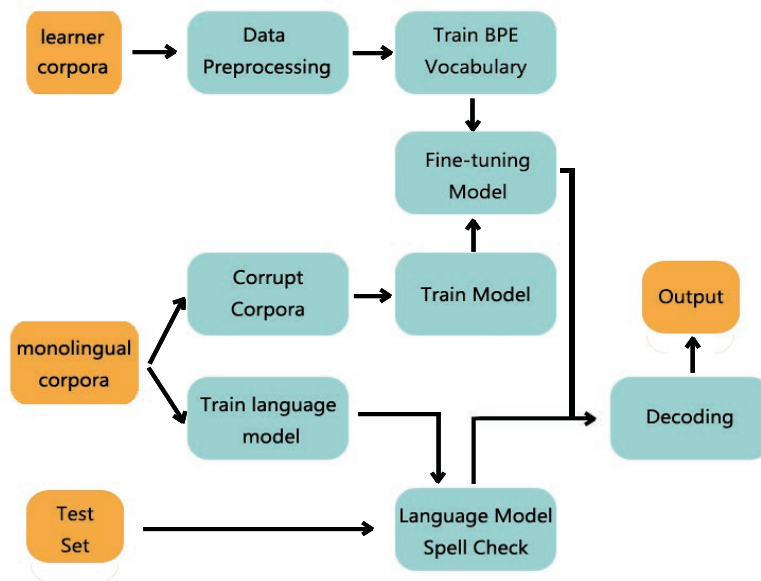 learner
corpora
Data
Preprocessing
Train BPE
Vocabulary
Fine-tuning
Model
Corrupt
Corpora
Train Model
Output
monolingual
corpora
Train language
model
Decoding
Test
Set
Language Model
Spell Check